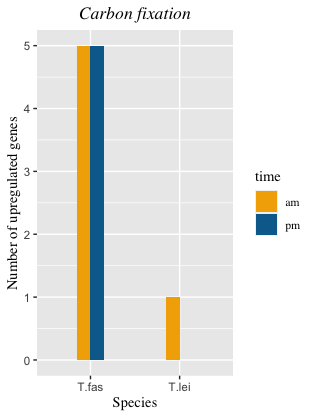 Carbon fixation
Number of upregulated genes
5
4
3
2
1
0
T.fas
T.lei
Species
time
am
pm